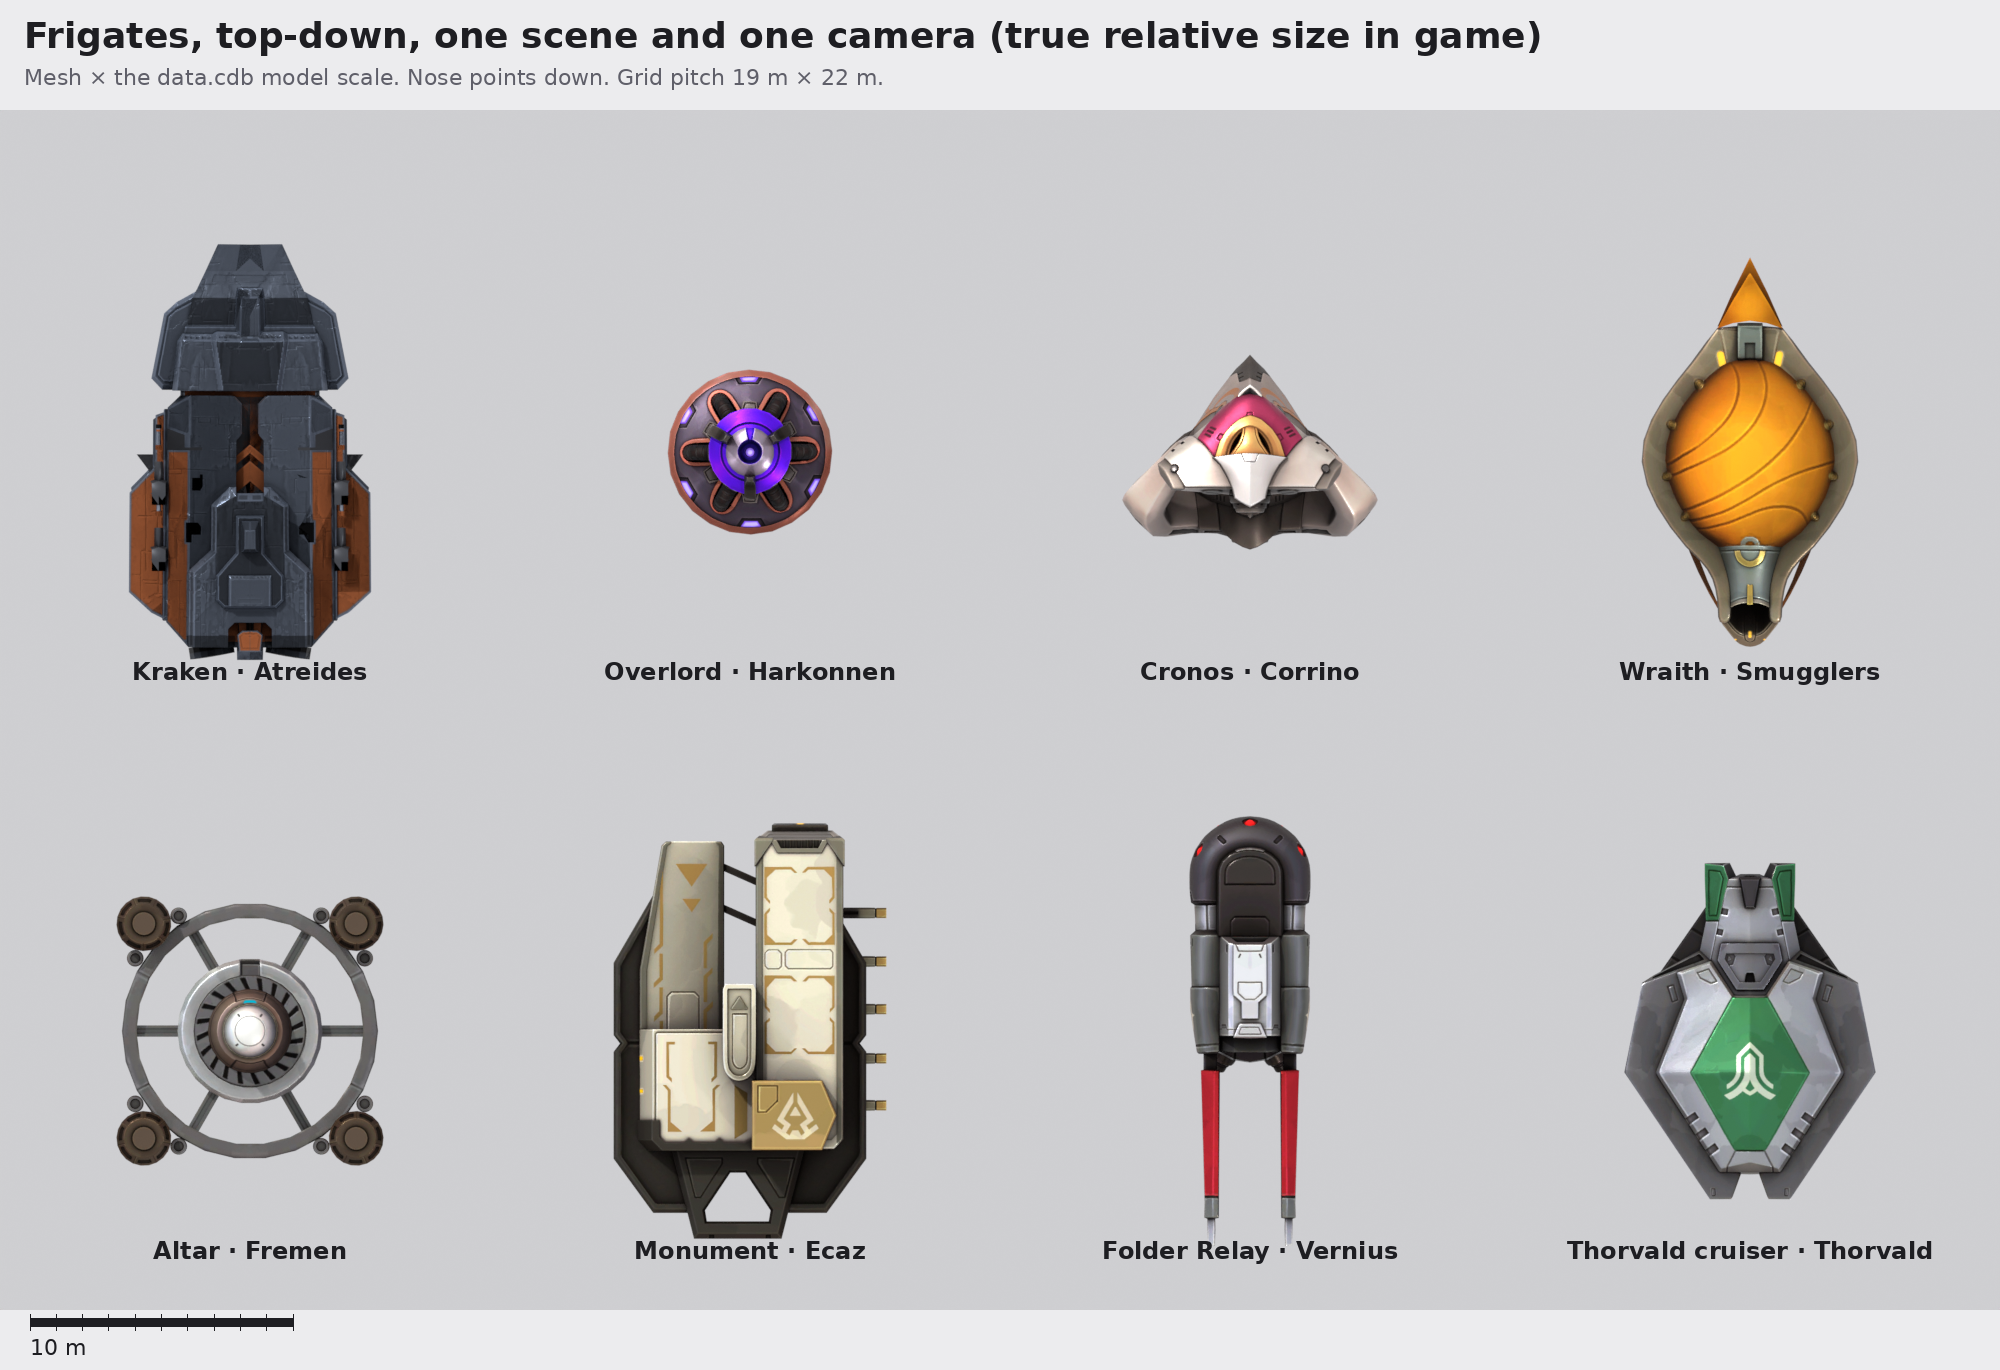 Frigates, top-down, one scene and one camera (true relative size in game)
Mesh × the data.cdb model scale. Nose points down. Grid pitch 19 m × 22 m.
Kraken · Atreides
Overlord · Harkonnen
Cronos · Corrino
Wraith · Smugglers
Altar · Fremen
Monument · Ecaz
Folder Relay · Vernius
Thorvald cruiser · Thorvald
10 m